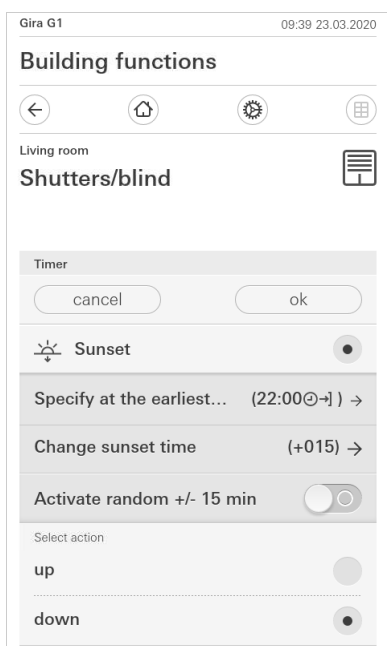 Gira G1 09:39 23.03.2020
Building functions
Living room
Shutters/blind
Timer
cancel ok
Sunset
Specify at the earliest... (22:00 ) →
Change sunset time (+015) →
Activate random +/- 15 min
Select action
up
down